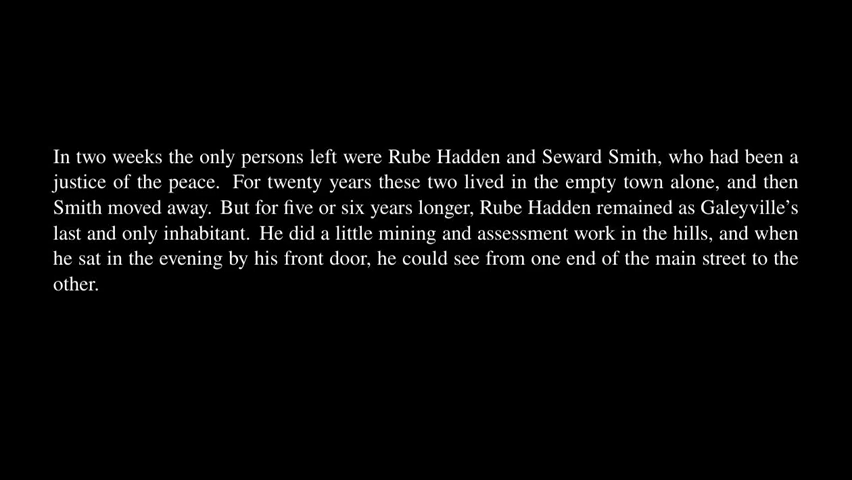 In two weeks the only persons left were Rube Hadden and Seward Smith, who had been a
justice of the peace. For twenty years these two lived in the empty town alone, and then
Smith moved away. But for five or six years longer, Rube Hadden remained as Galeyville's
last and only inhabitant. He did a little mining and assessment work in the hills, and when
he sat in the evening by his front door, he could see from one end of the main street to the
other.